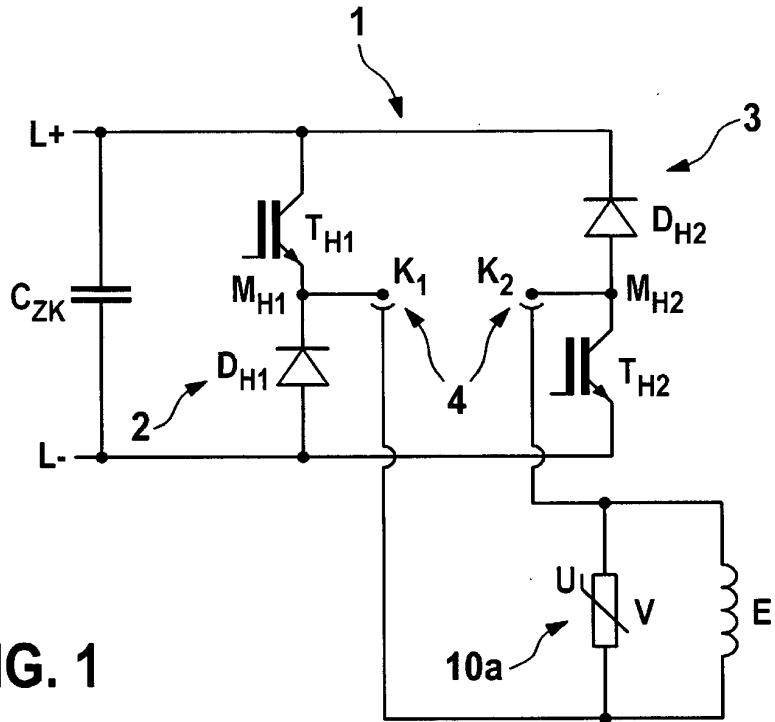 1
L+
3
T_H1
D_H2
C_ZK
M_H1
K_1
K_2
M_H2
D_H1
4
T_H2
2
L-
U
V
E
10a
IG. 1